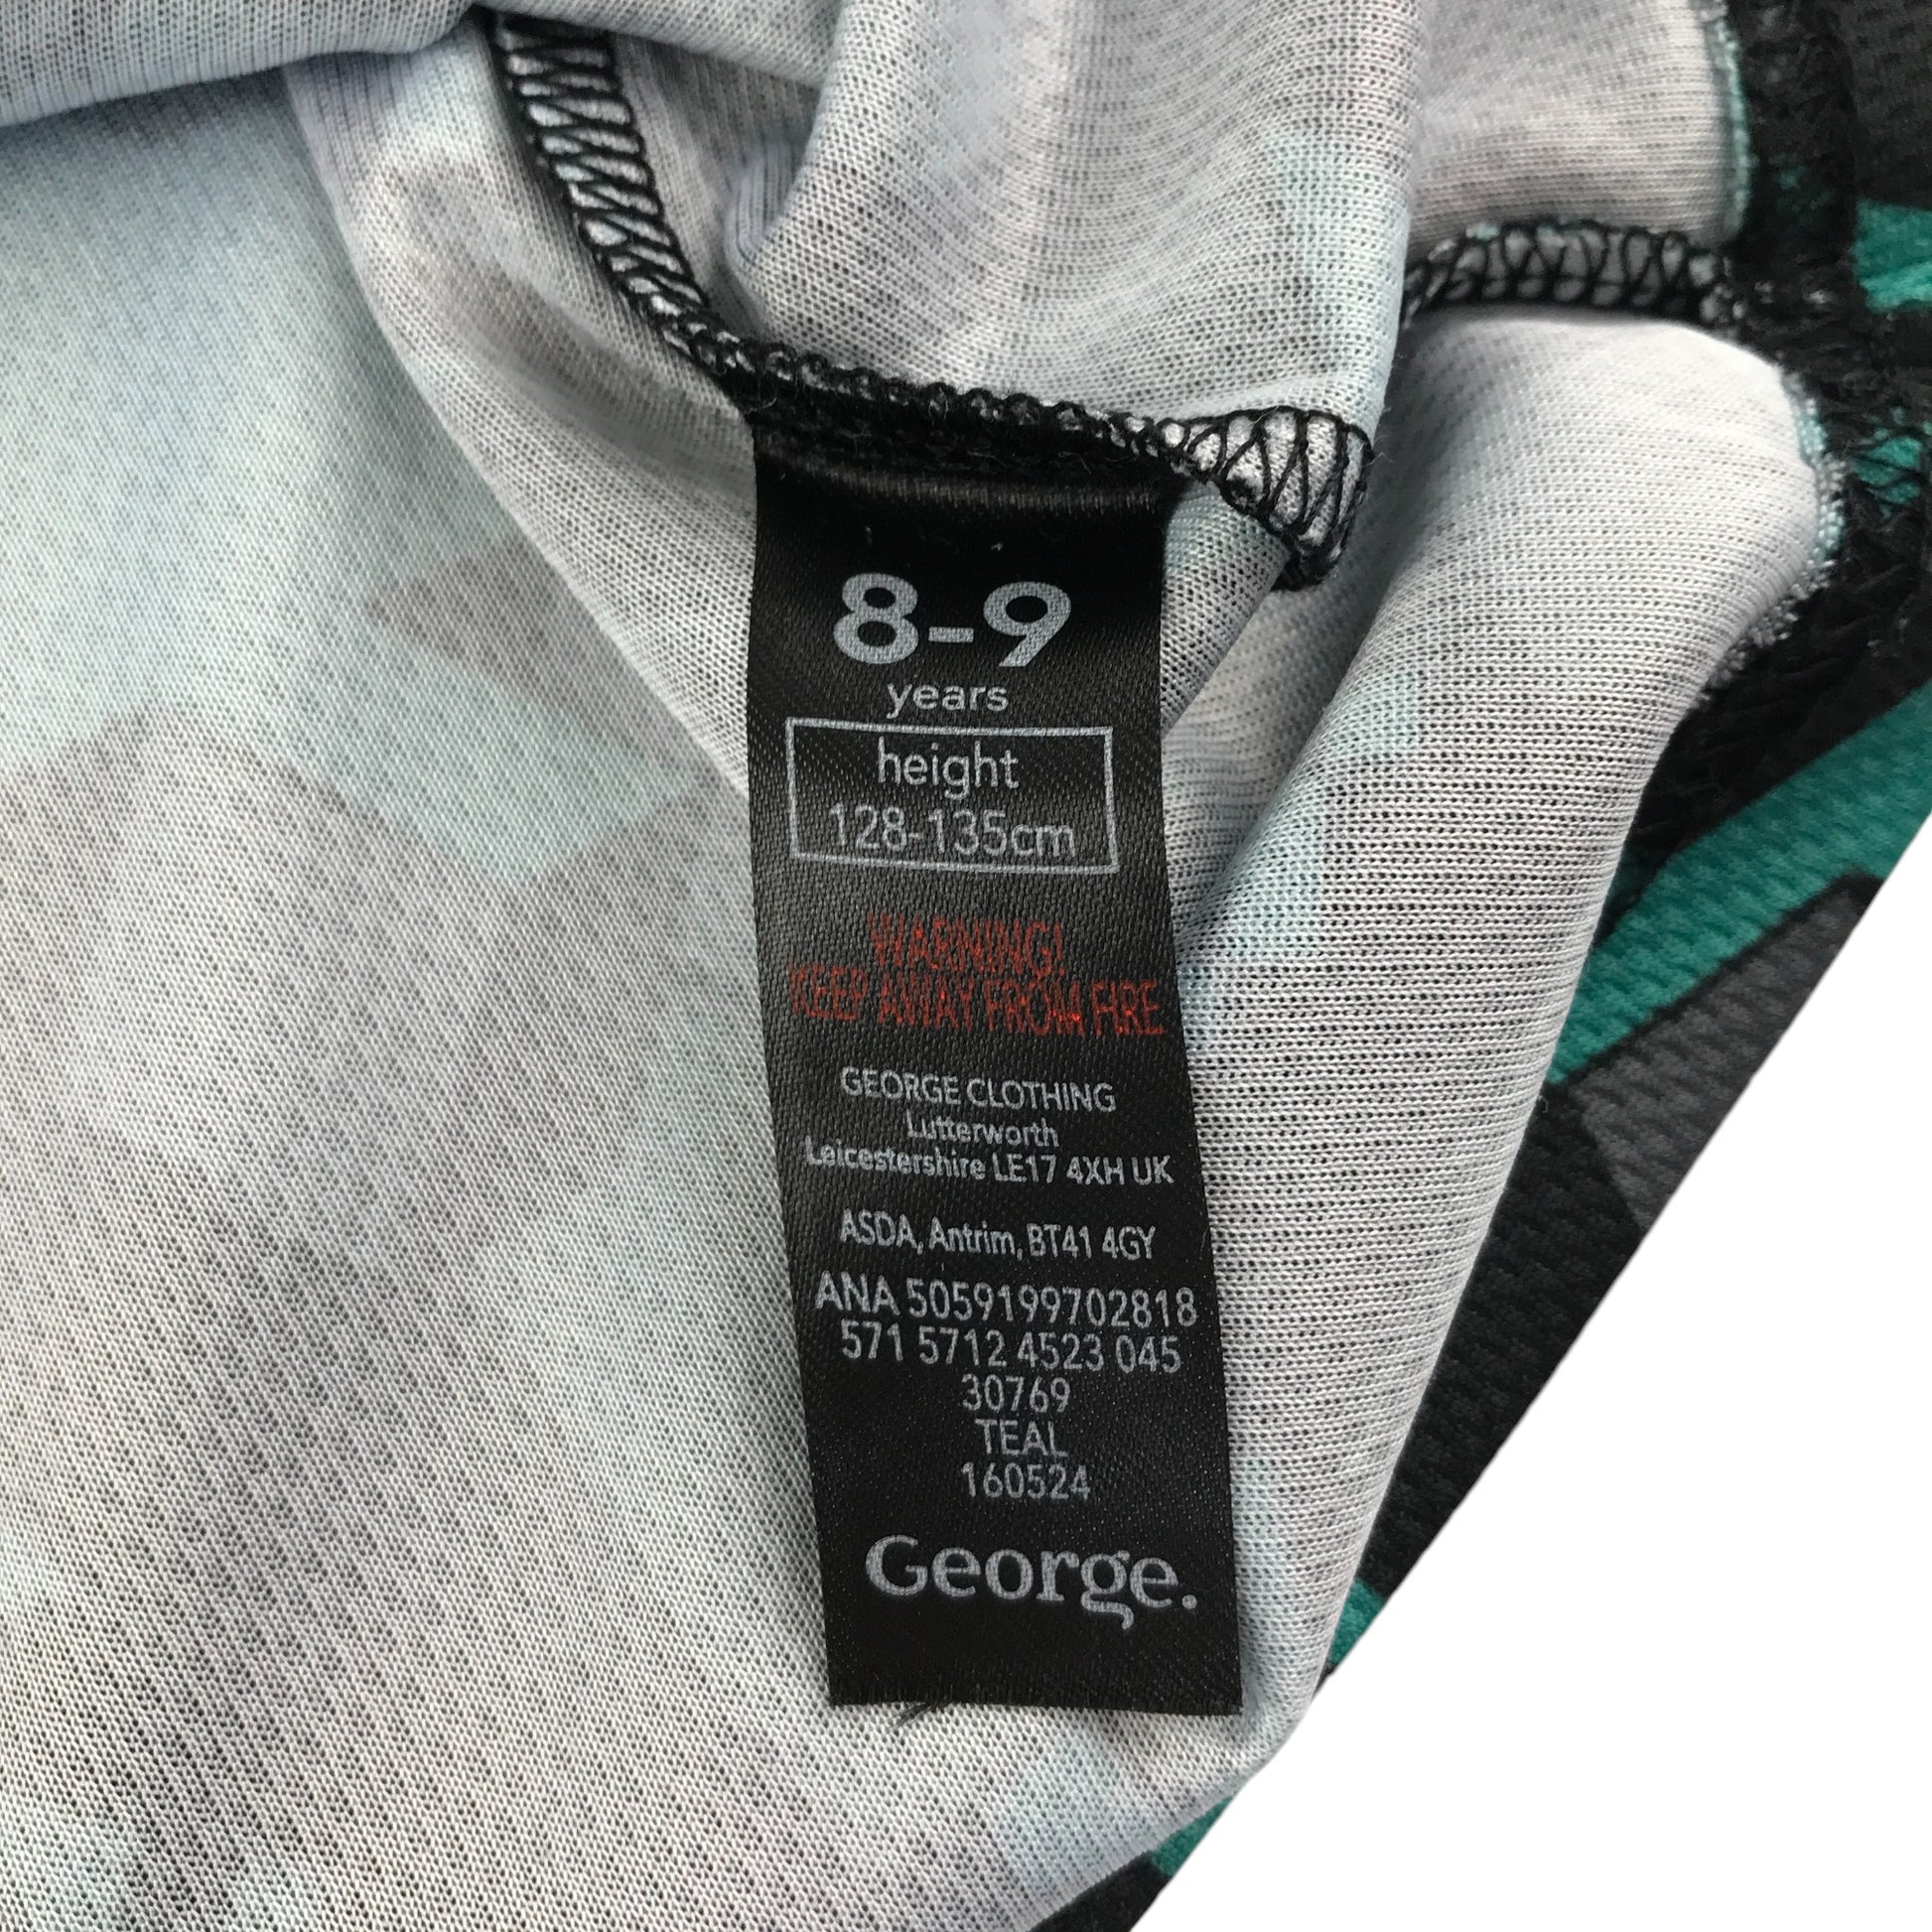 8-9
years
height
128-135cm
WARNING!
KEEP AWAY FROM FIRE
GEORGE CLOTHING
Lutterworth
Leicestershire LE17 4XH UK
ASDA, Antrim, BT41 4GY
ANA 5059199702818
571 5712 4523 045
30769
TEAL
160524
George.